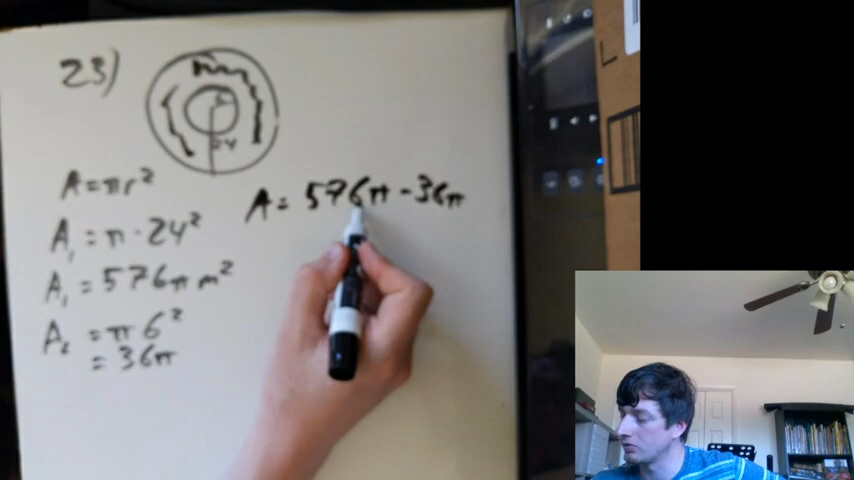 23)
24
A = πr²
A₁ = π · 24²
A₁ = 576π m²
A₂ = π 6²
= 36π
A = 576π - 36π